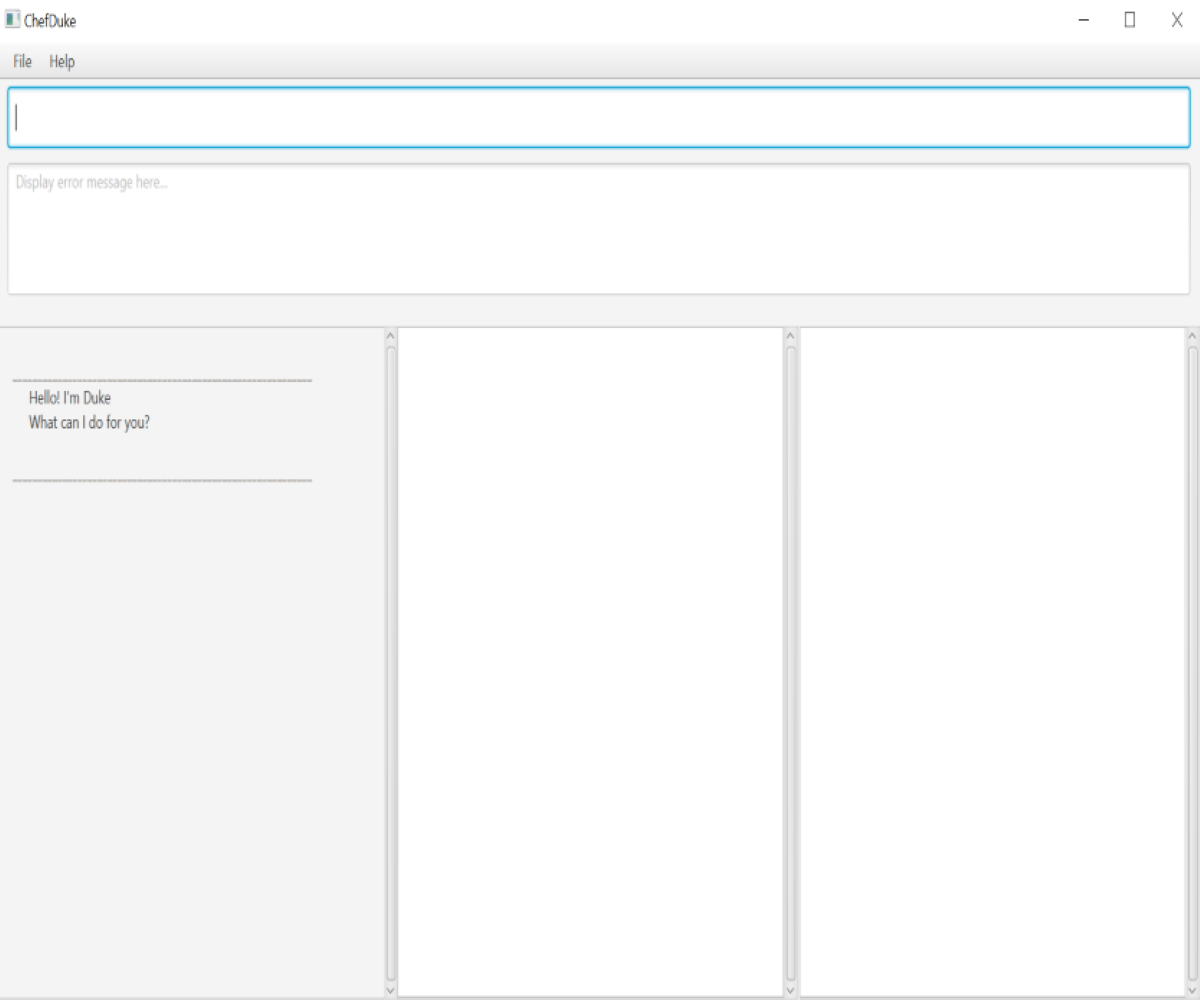 ChefDuke
File Help
Display error message here...
Hello! I'm Duke
What can I do for you?